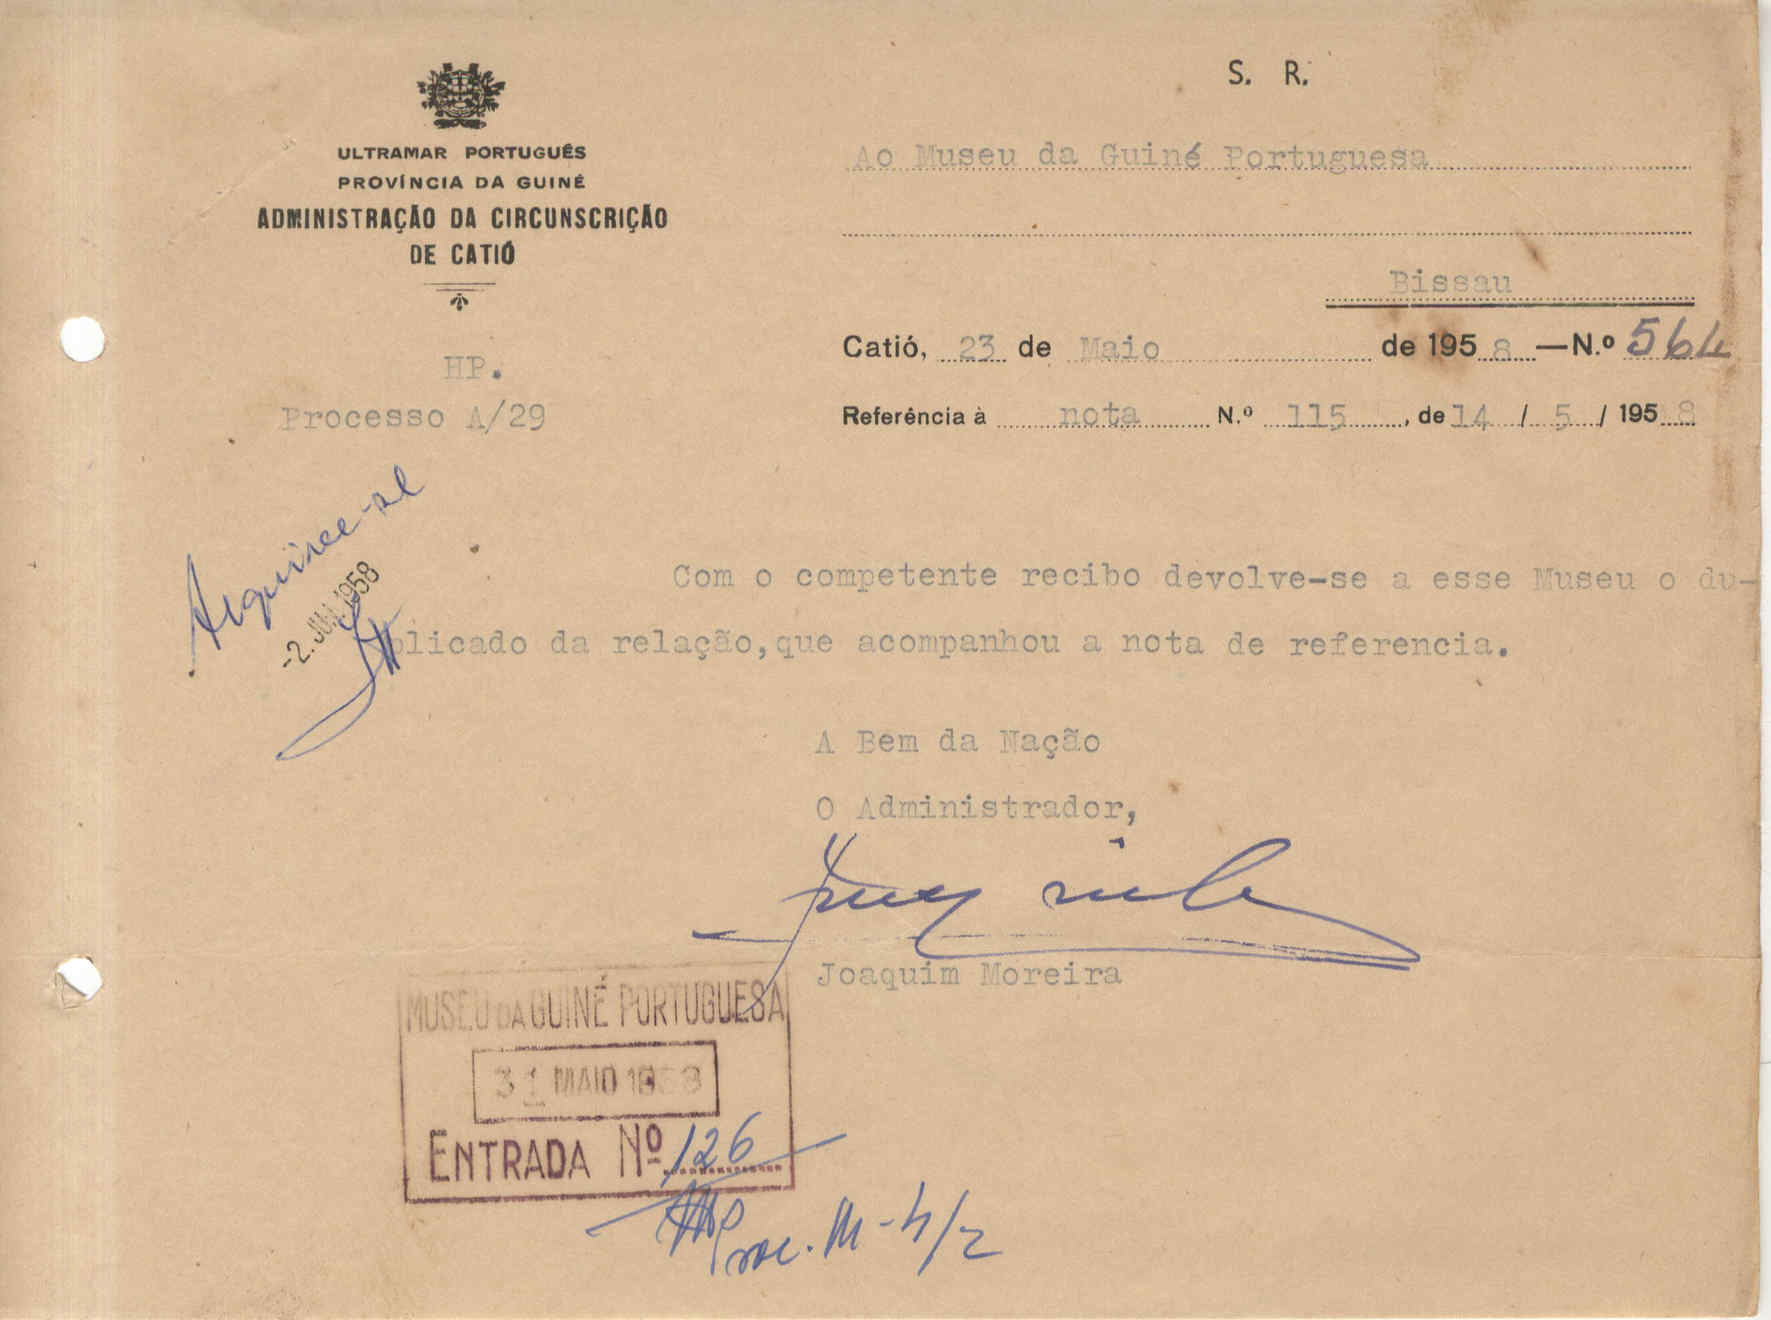 S. R.
ULTRAMAR PORTUGUÊS
PROVÍNCIA DA GUINÉ
ADMINISTRAÇÃO DA CIRCUNSCRIÇÃO
DE CATIÓ
Ao Museu da Guiné Portuguesa
Bissau
Catió, 23 de Maio de 1958 — N.º 564
HP.
Processo A/29
Referência à nota N.º 115, de 14 / 5 / 1958
Arquive-se
-2. JUN. 1958
Com o competente recibo devolve-se a esse Museu o du-
plicado da relação,que acompanhou a nota de referencia.
A Bem da Nação
O Administrador,
Joaquim Moreira
MUSEU DA GUINÉ PORTUGUESA
31 MAIO 1958
ENTRADA Nº 126
Proc. M-4/2